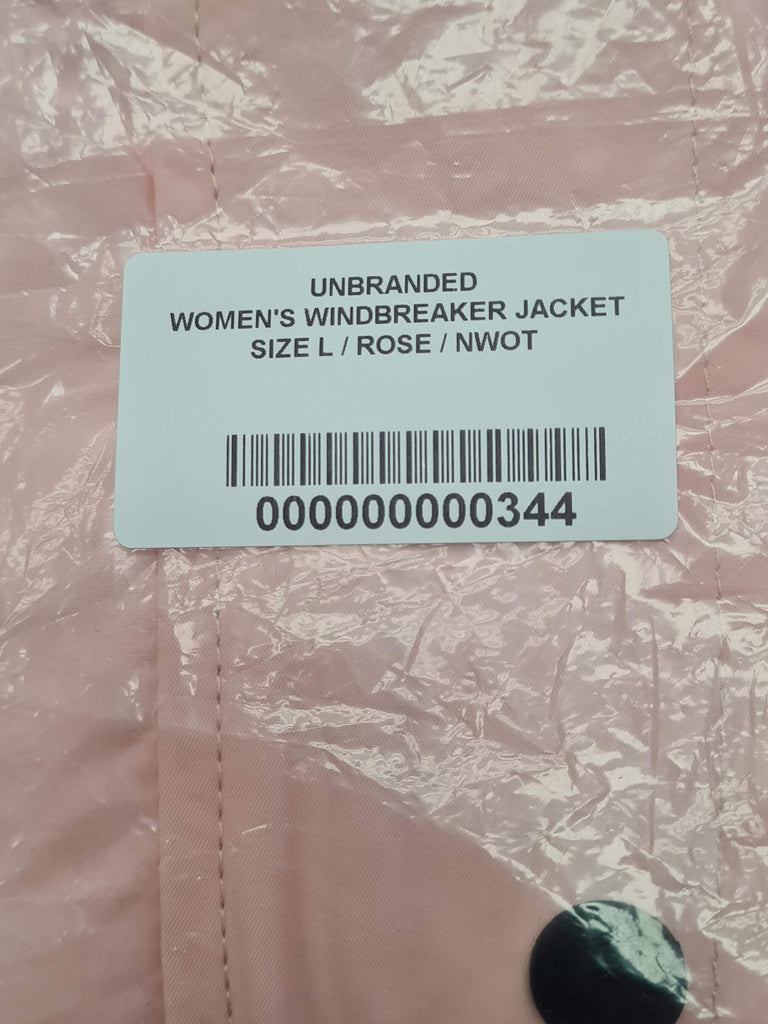 UNBRANDED
WOMEN'S WINDBREAKER JACKET
SIZE L / ROSE / NWOT
000000000344